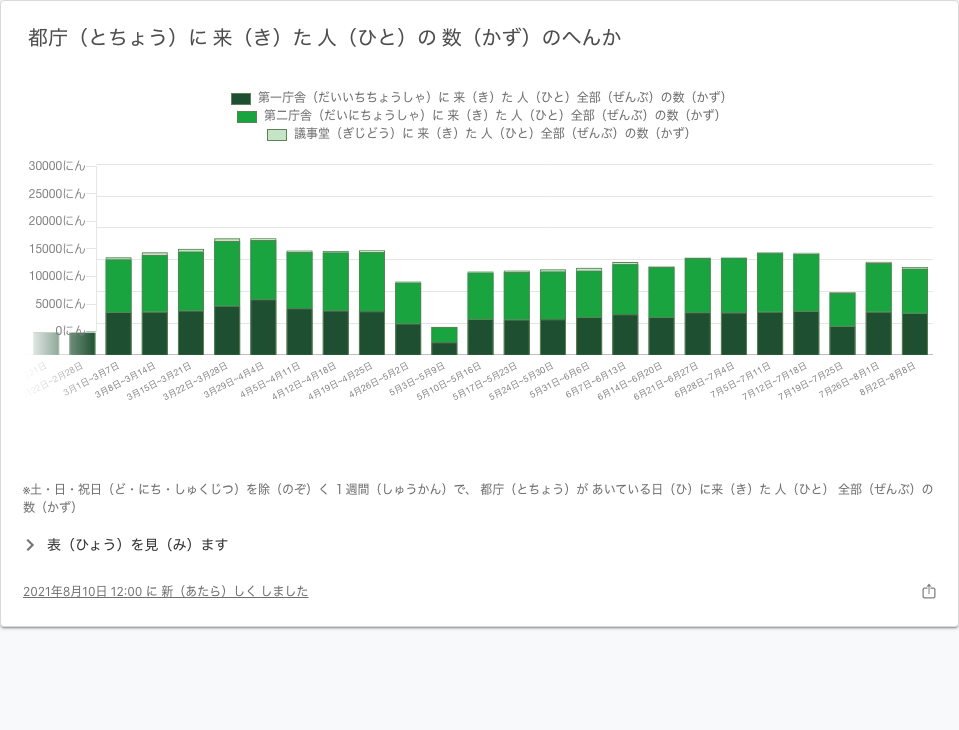 都庁（とちょう）に 来（き）た 人（ひと）の 数（かず）のへんか
第一庁舎（だいいちちょうしゃ）に 来（き）た 人（ひと）全部（ぜんぶ）の数（かず）
第二庁舎（だいにちょうしゃ）に 来（き）た 人（ひと）全部（ぜんぶ）の数（かず）
議事堂（ぎじどう）に 来（き）た 人（ひと）全部（ぜんぶ）の数（かず）
30000にん
25000にん
20000にん
15000にん
10000にん
5000にん
0にん
22日~2月28日
3月1日~3月7日
3月8日~3月14日
3月15日~3月21日
3月22日~3月28日
3月29日~4月4日
4月5日~4月11日
4月12日~4月18日
4月19日~4月25日
4月26日~5月2日
5月3日~5月9日
5月10日~5月16日
5月17日~5月23日
5月24日~5月30日
5月31日~6月6日
6月7日~6月13日
6月14日~6月20日
6月21日~6月27日
6月28日~7月4日
7月5日~7月11日
7月12日~7月18日
7月19日~7月25日
7月26日~8月1日
8月2日~8月8日
※土・日・祝日（ど・にち・しゅくじつ）を除（のぞ）く １週間（しゅうかん）で、 都庁（とちょう）が あいている日（ひ）に来（き）た 人（ひと） 全部（ぜんぶ）の
数（かず）
表（ひょう）を見（み）ます
2021年8月10日 12:00 に 新（あたら）しく しました